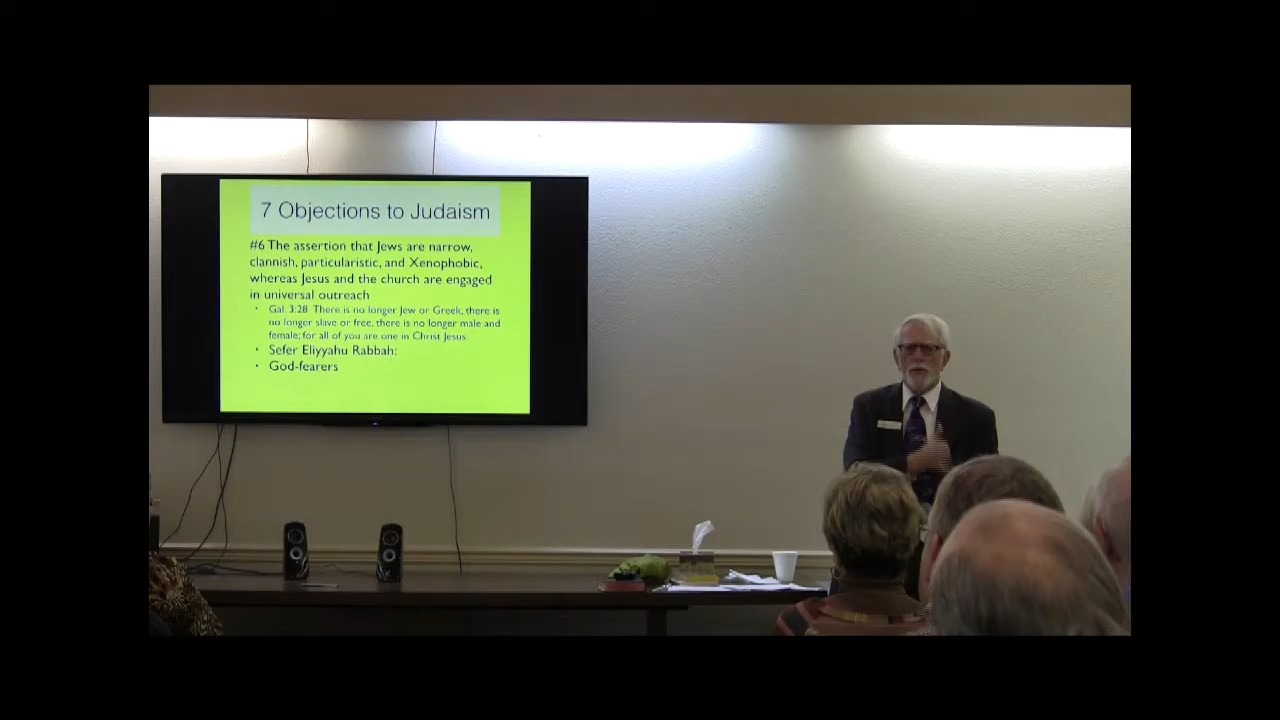 7 Objections to Judaism
#6 The assertion that Jews are narrow,
clannish, particularistic, and Xenophobic,
whereas Jesus and the church are engaged
in universal outreach
• Gal. 3:28 There is no longer Jew or Greek, there is
no longer slave or free, there is no longer male and
female; for all of you are one in Christ Jesus.
• Sefer Eliyyahu Rabbah:
• God-fearers